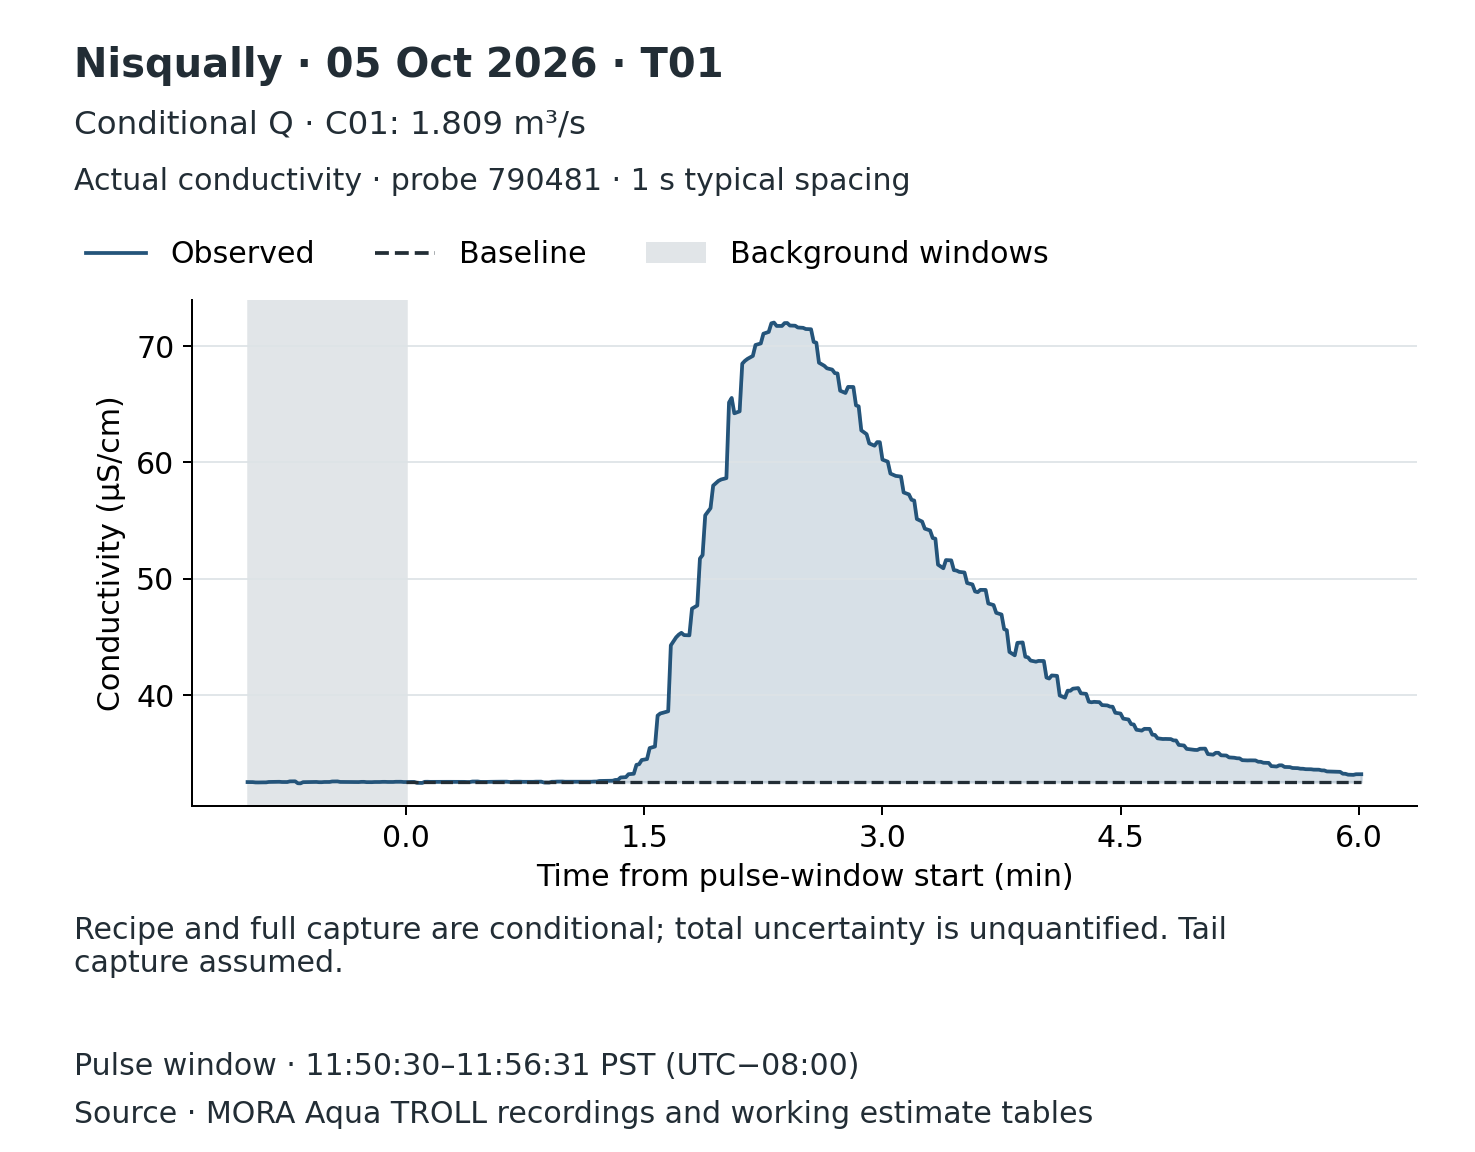 Nisqually · 05 Oct 2026 · T01
Conditional Q · C01: 1.809 m³/s
Actual conductivity · probe 790481 · 1 s typical spacing
Observed Baseline Background windows
70
60
50
40
Conductivity (µS/cm)
0.0 1.5 3.0 4.5 6.0
Time from pulse-window start (min)
Recipe and full capture are conditional; total uncertainty is unquantified. Tail
capture assumed.
Pulse window · 11:50:30–11:56:31 PST (UTC−08:00)
Source · MORA Aqua TROLL recordings and working estimate tables